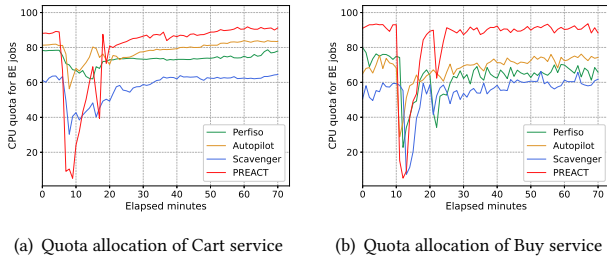 100
80
60
40
20
0 10 20 30 40 50 60 70
CPU quota for BE jobs
Elapsed minutes
Perfiso
Autopilot
Scavenger
PREACT
(a) Quota allocation of Cart service
100
80
60
40
20
0 10 20 30 40 50 60 70
CPU quota for BE jobs
Elapsed minutes
Perfiso
Autopilot
Scavenger
PREACT
(b) Quota allocation of Buy service